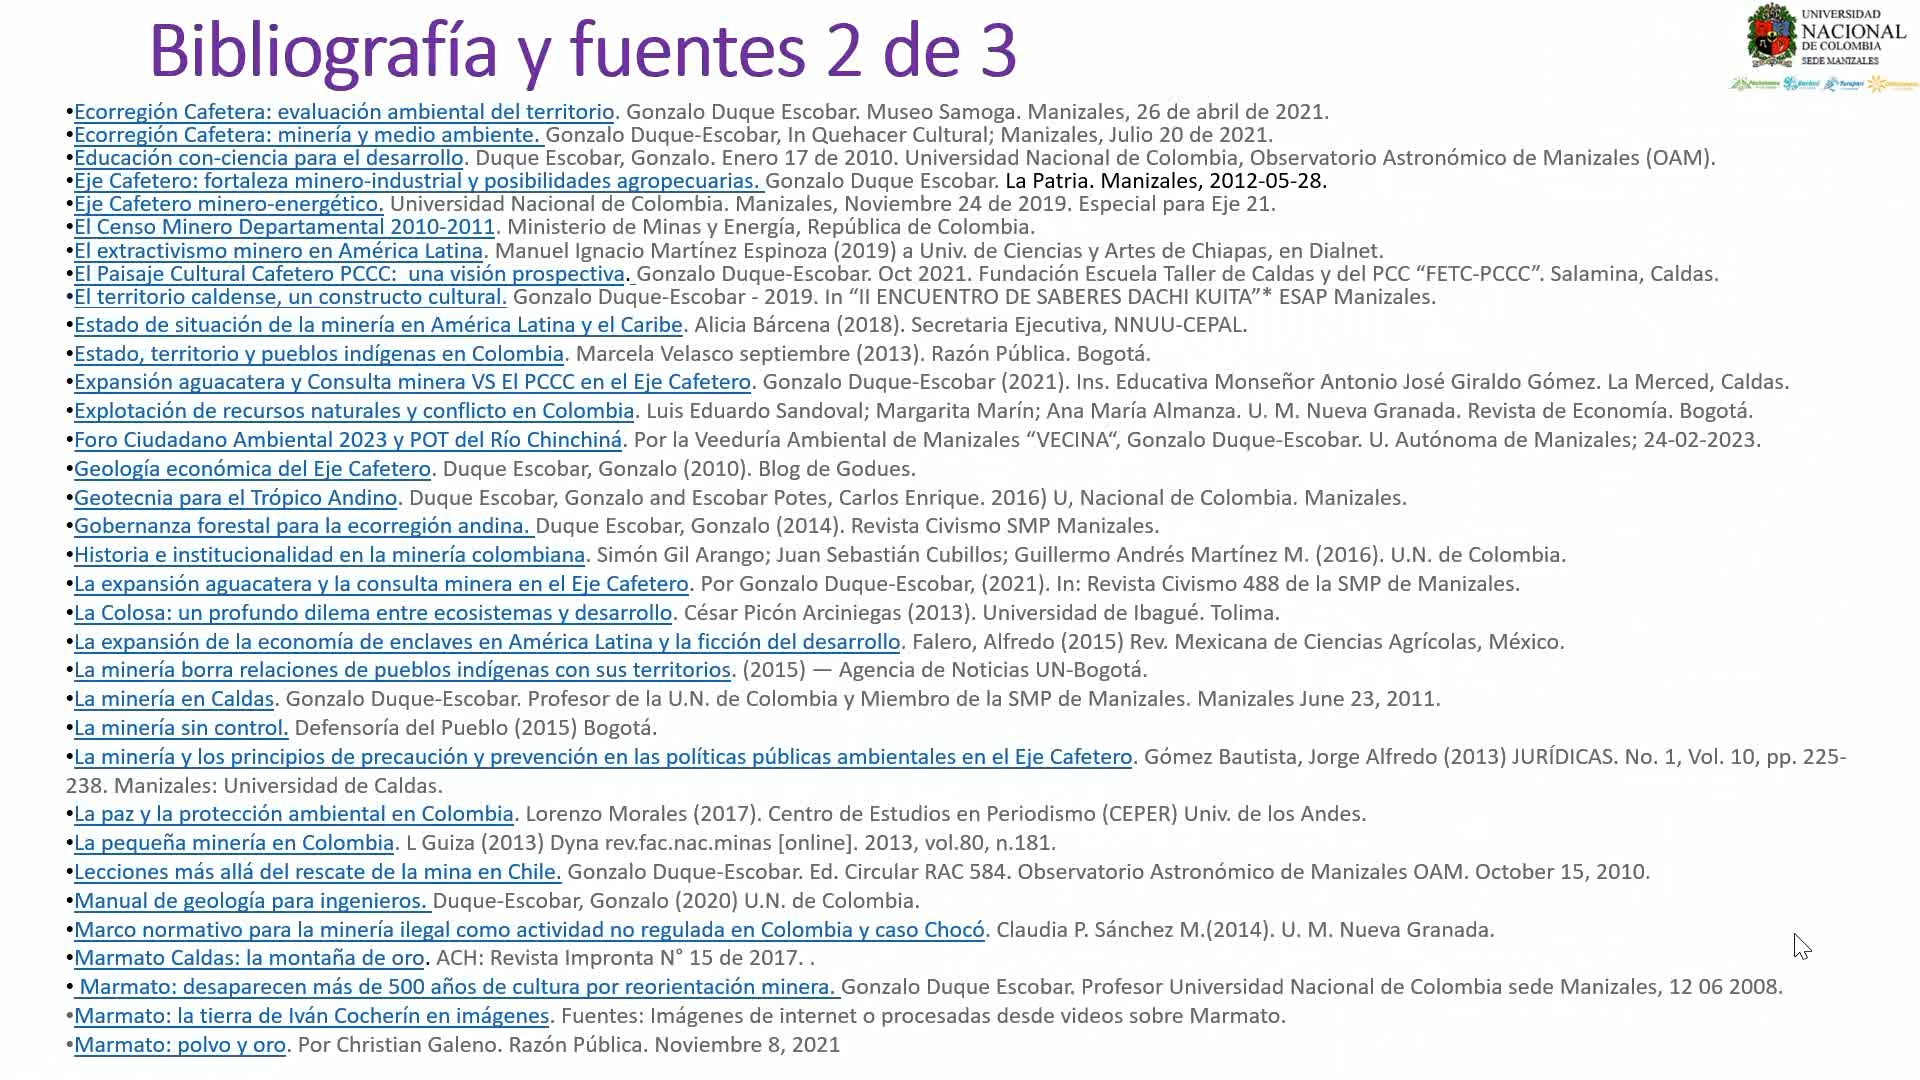 Bibliografía y fuentes 2 de 3
UNIVERSIDAD
NACIONAL
DE COLOMBIA
SEDE MANIZALES
•Ecorregión Cafetera: evaluación ambiental del territorio. Gonzalo Duque Escobar. Museo Samoga. Manizales, 26 de abril de 2021.
•Ecorregión Cafetera: minería y medio ambiente. Gonzalo Duque-Escobar, In Quehacer Cultural; Manizales, Julio 20 de 2021.
•Educación con-ciencia para el desarrollo. Duque Escobar, Gonzalo. Enero 17 de 2010. Universidad Nacional de Colombia, Observatorio Astronómico de Manizales (OAM).
•Eje Cafetero: fortaleza minero-industrial y posibilidades agropecuarias. Gonzalo Duque Escobar. La Patria. Manizales, 2012-05-28.
•Eje Cafetero minero-energético. Universidad Nacional de Colombia. Manizales, Noviembre 24 de 2019. Especial para Eje 21.
•El Censo Minero Departamental 2010-2011. Ministerio de Minas y Energía, República de Colombia.
•El extractivismo minero en América Latina. Manuel Ignacio Martínez Espinoza (2019) a Univ. de Ciencias y Artes de Chiapas, en Dialnet.
•El Paisaje Cultural Cafetero PCCC:  una visión prospectiva. Gonzalo Duque-Escobar. Oct 2021. Fundación Escuela Taller de Caldas y del PCC “FETC-PCCC”. Salamina, Caldas.
•El territorio caldense, un constructo cultural. Gonzalo Duque-Escobar - 2019. In “II ENCUENTRO DE SABERES DACHI KUITA”* ESAP Manizales.
•Estado de situación de la minería en América Latina y el Caribe. Alicia Bárcena (2018). Secretaria Ejecutiva, NNUU-CEPAL.
•Estado, territorio y pueblos indígenas en Colombia. Marcela Velasco septiembre (2013). Razón Pública. Bogotá.
•Expansión aguacatera y Consulta minera VS El PCCC en el Eje Cafetero. Gonzalo Duque-Escobar (2021). Ins. Educativa Monseñor Antonio José Giraldo Gómez. La Merced, Caldas.
•Explotación de recursos naturales y conflicto en Colombia. Luis Eduardo Sandoval; Margarita Marín; Ana María Almanza. U. M. Nueva Granada. Revista de Economía. Bogotá.
•Foro Ciudadano Ambiental 2023 y POT del Río Chinchiná. Por la Veeduría Ambiental de Manizales “VECINA“, Gonzalo Duque-Escobar. U. Autónoma de Manizales; 24-02-2023.
•Geología económica del Eje Cafetero. Duque Escobar, Gonzalo (2010). Blog de Godues.
•Geotecnia para el Trópico Andino. Duque Escobar, Gonzalo and Escobar Potes, Carlos Enrique. 2016) U, Nacional de Colombia. Manizales.
•Gobernanza forestal para la ecorregión andina. Duque Escobar, Gonzalo (2014). Revista Civismo SMP Manizales.
•Historia e institucionalidad en la minería colombiana. Simón Gil Arango; Juan Sebastián Cubillos; Guillermo Andrés Martínez M. (2016). U.N. de Colombia.
•La expansión aguacatera y la consulta minera en el Eje Cafetero. Por Gonzalo Duque-Escobar, (2021). In: Revista Civismo 488 de la SMP de Manizales.
•La Colosa: un profundo dilema entre ecosistemas y desarrollo. César Picón Arciniegas (2013). Universidad de Ibagué. Tolima.
•La expansión de la economía de enclaves en América Latina y la ficción del desarrollo. Falero, Alfredo (2015) Rev. Mexicana de Ciencias Agrícolas, México.
•La minería borra relaciones de pueblos indígenas con sus territorios. (2015) — Agencia de Noticias UN-Bogotá.
•La minería en Caldas. Gonzalo Duque-Escobar. Profesor de la U.N. de Colombia y Miembro de la SMP de Manizales. Manizales June 23, 2011.
•La minería sin control. Defensoría del Pueblo (2015) Bogotá.
•La minería y los principios de precaución y prevención en las políticas públicas ambientales en el Eje Cafetero. Gómez Bautista, Jorge Alfredo (2013) JURÍDICAS. No. 1, Vol. 10, pp. 225-
238. Manizales: Universidad de Caldas.
•La paz y la protección ambiental en Colombia. Lorenzo Morales (2017). Centro de Estudios en Periodismo (CEPER) Univ. de los Andes.
•La pequeña minería en Colombia. L Guiza (2013) Dyna rev.fac.nac.minas [online]. 2013, vol.80, n.181.
•Lecciones más allá del rescate de la mina en Chile. Gonzalo Duque-Escobar. Ed. Circular RAC 584. Observatorio Astronómico de Manizales OAM. October 15, 2010.
•Manual de geología para ingenieros. Duque-Escobar, Gonzalo (2020) U.N. de Colombia.
•Marco normativo para la minería ilegal como actividad no regulada en Colombia y caso Chocó. Claudia P. Sánchez M.(2014). U. M. Nueva Granada.
•Marmato Caldas: la montaña de oro. ACH: Revista Impronta N° 15 de 2017. .
• Marmato: desaparecen más de 500 años de cultura por reorientación minera. Gonzalo Duque Escobar. Profesor Universidad Nacional de Colombia sede Manizales, 12 06 2008.
•Marmato: la tierra de Iván Cocherín en imágenes. Fuentes: Imágenes de internet o procesadas desde videos sobre Marmato.
•Marmato: polvo y oro. Por Christian Galeno. Razón Pública. Noviembre 8, 2021